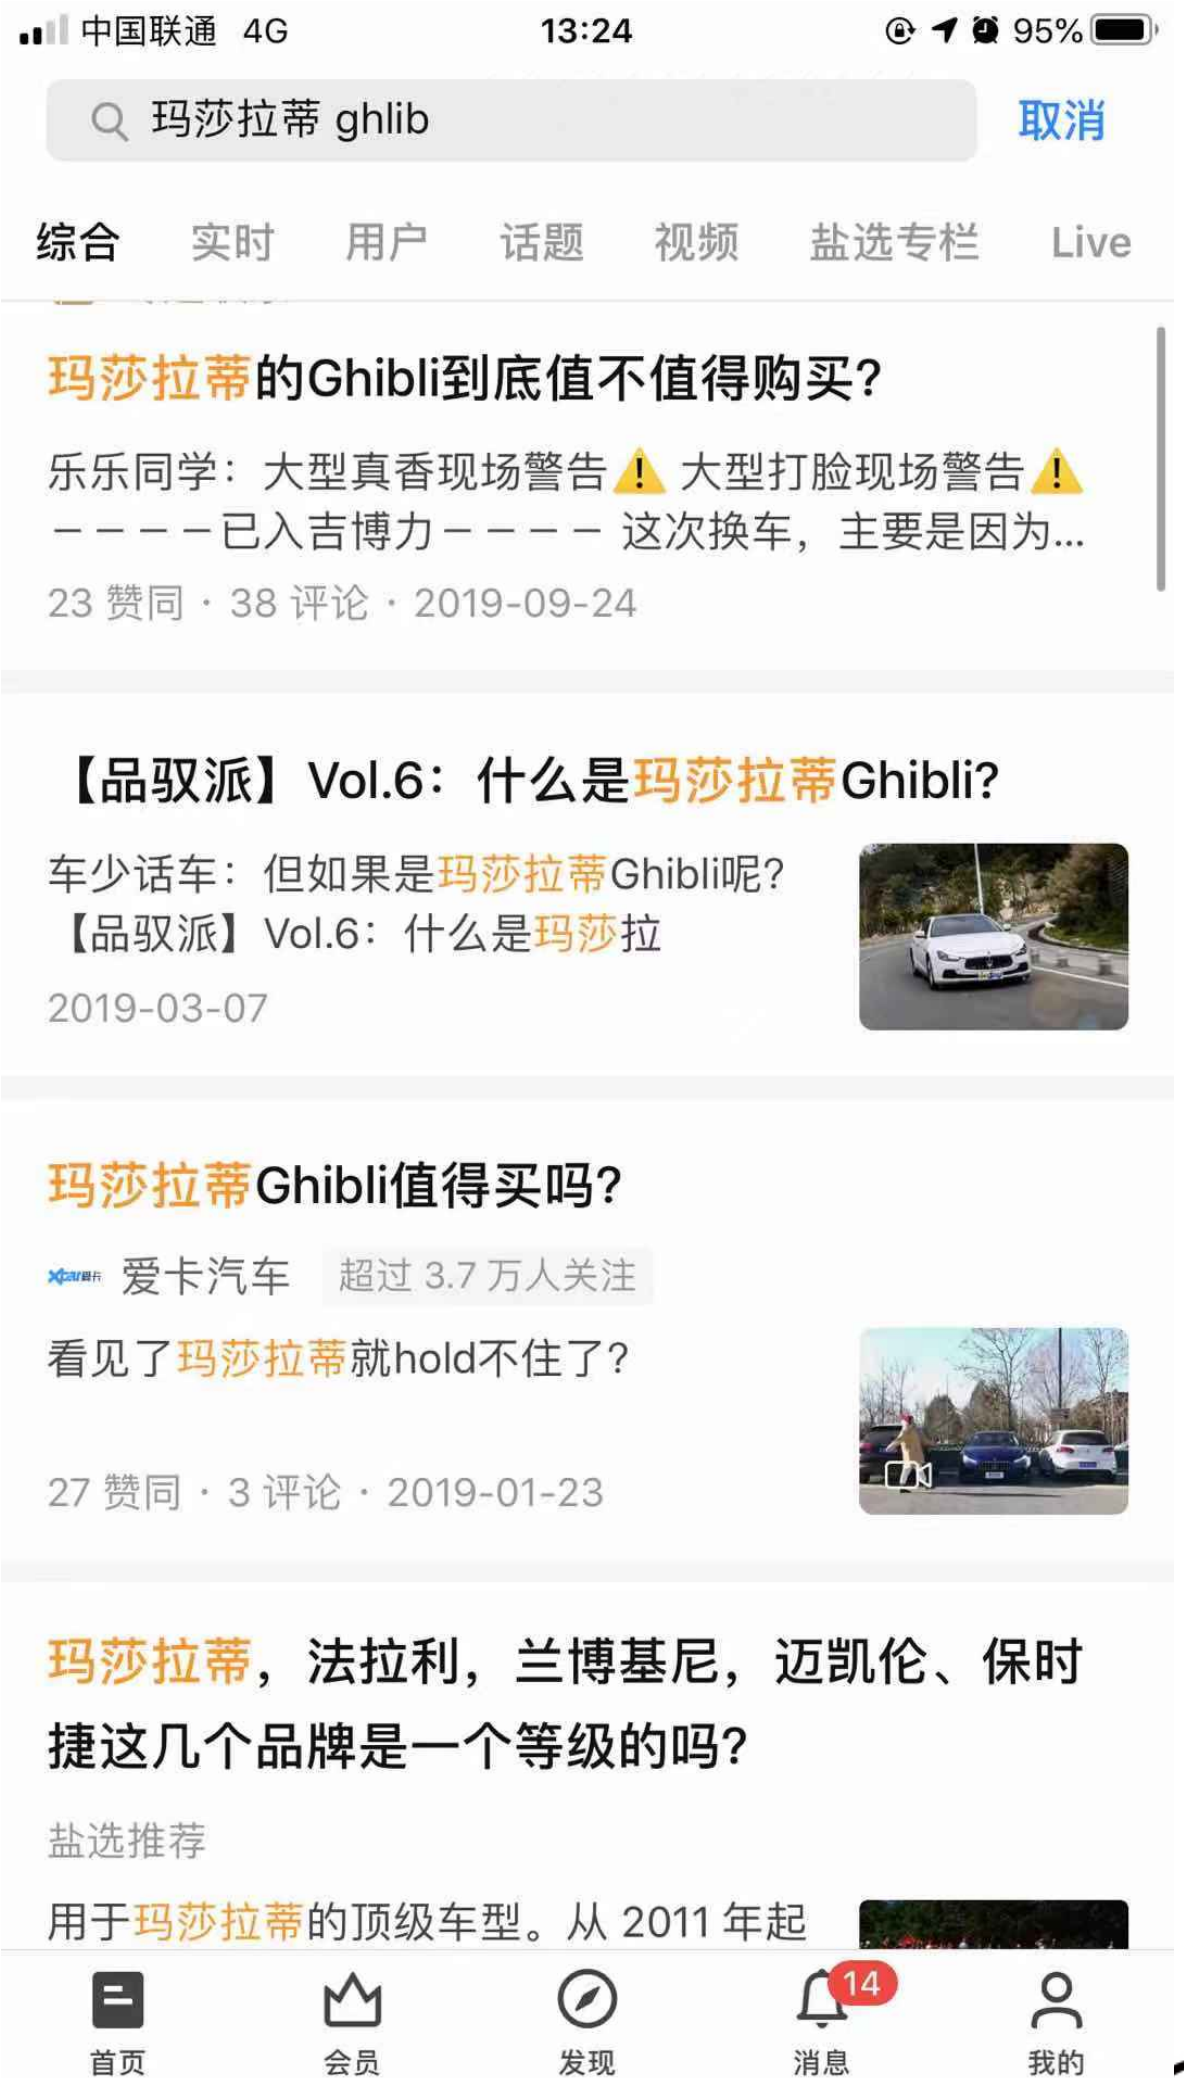 中国联通 4G 13:24 95%
玛莎拉蒂 ghlib 取消
综合 实时 用户 话题 视频 盐选专栏 Live
玛莎拉蒂的Ghibli到底值不值得购买?
乐乐同学：大型真香现场警告⚠️ 大型打脸现场警告⚠️
－－－－已入吉博力－－－－ 这次换车，主要是因为...
23 赞同 · 38 评论 · 2019-09-24
【品驭派】Vol.6：什么是玛莎拉蒂Ghibli?
车少话车：但如果是玛莎拉蒂Ghibli呢?
【品驭派】Vol.6：什么是玛莎拉
2019-03-07
玛莎拉蒂Ghibli值得买吗?
Xcar爱卡 爱卡汽车 超过 3.7 万人关注
看见了玛莎拉蒂就hold不住了？
27 赞同 · 3 评论 · 2019-01-23
玛莎拉蒂，法拉利，兰博基尼，迈凯伦、保时
捷这几个品牌是一个等级的吗?
盐选推荐
用于玛莎拉蒂的顶级车型。从 2011 年起
14
首页 会员 发现 消息 我的